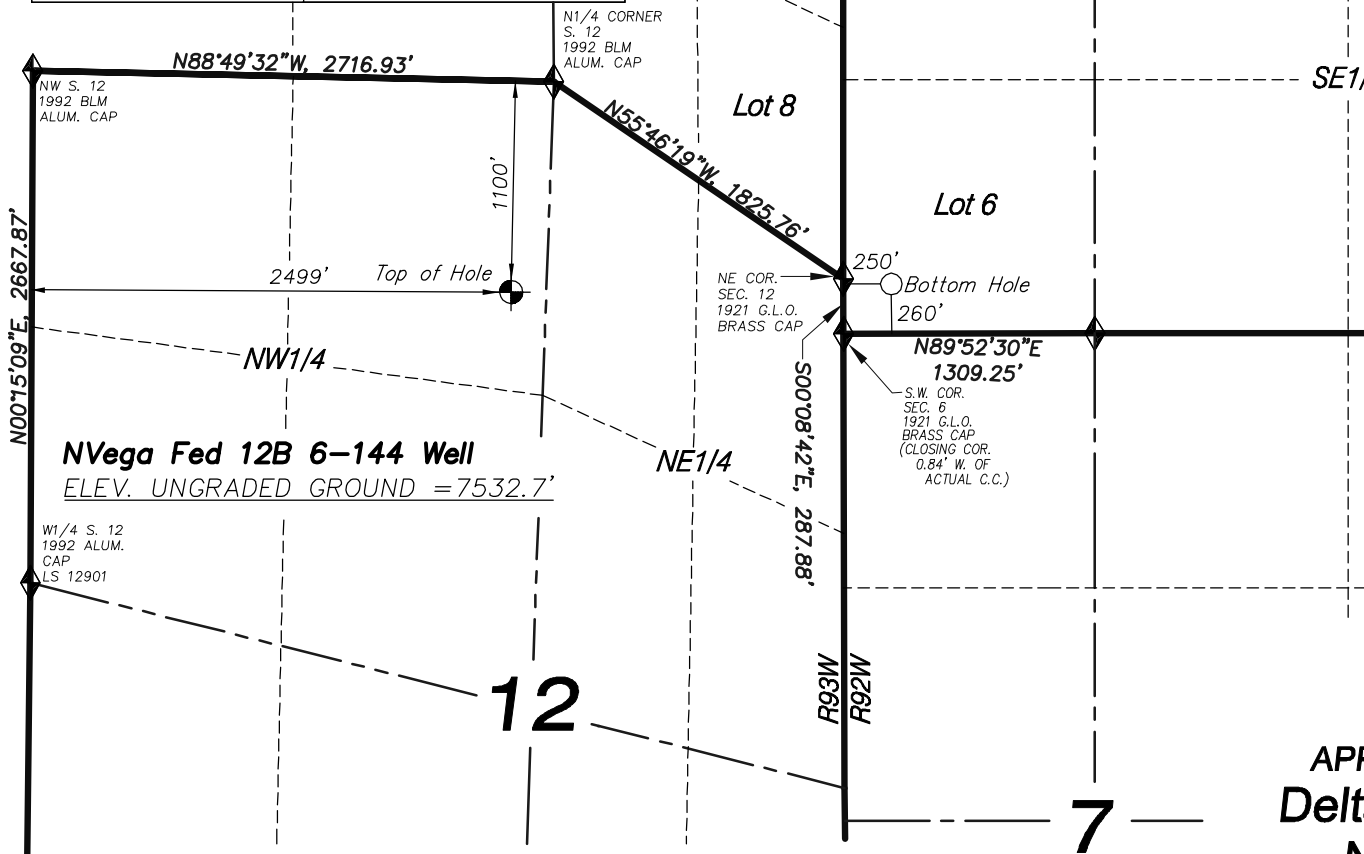 N1/4 CORNER
S. 12
1992 BLM
ALUM. CAP
N88°49'32"W, 2716.93'
NW S. 12
1992 BLM
ALUM. CAP
Lot 8
SE1/
N55°46'19"W, 1825.76'
1100'
Lot 6
N00°15'09"E, 2667.87'
2499'
Top of Hole
250'
NE COR.
SEC. 12
1921 G.L.O.
BRASS CAP
Bottom Hole
260'
N89°52'30"E
1309.25'
NW1/4
S00°08'42"E, 287.88'
S.W. COR.
SEC. 6
1921 G.L.O.
BRASS CAP
(CLOSING COR.
0.84' W. OF
ACTUAL C.C.)
NVega Fed 12B 6-144 Well
ELEV. UNGRADED GROUND =7532.7'
NE1/4
W1/4 S. 12
1992 ALUM.
CAP
LS 12901
12
R93W
R92W
7